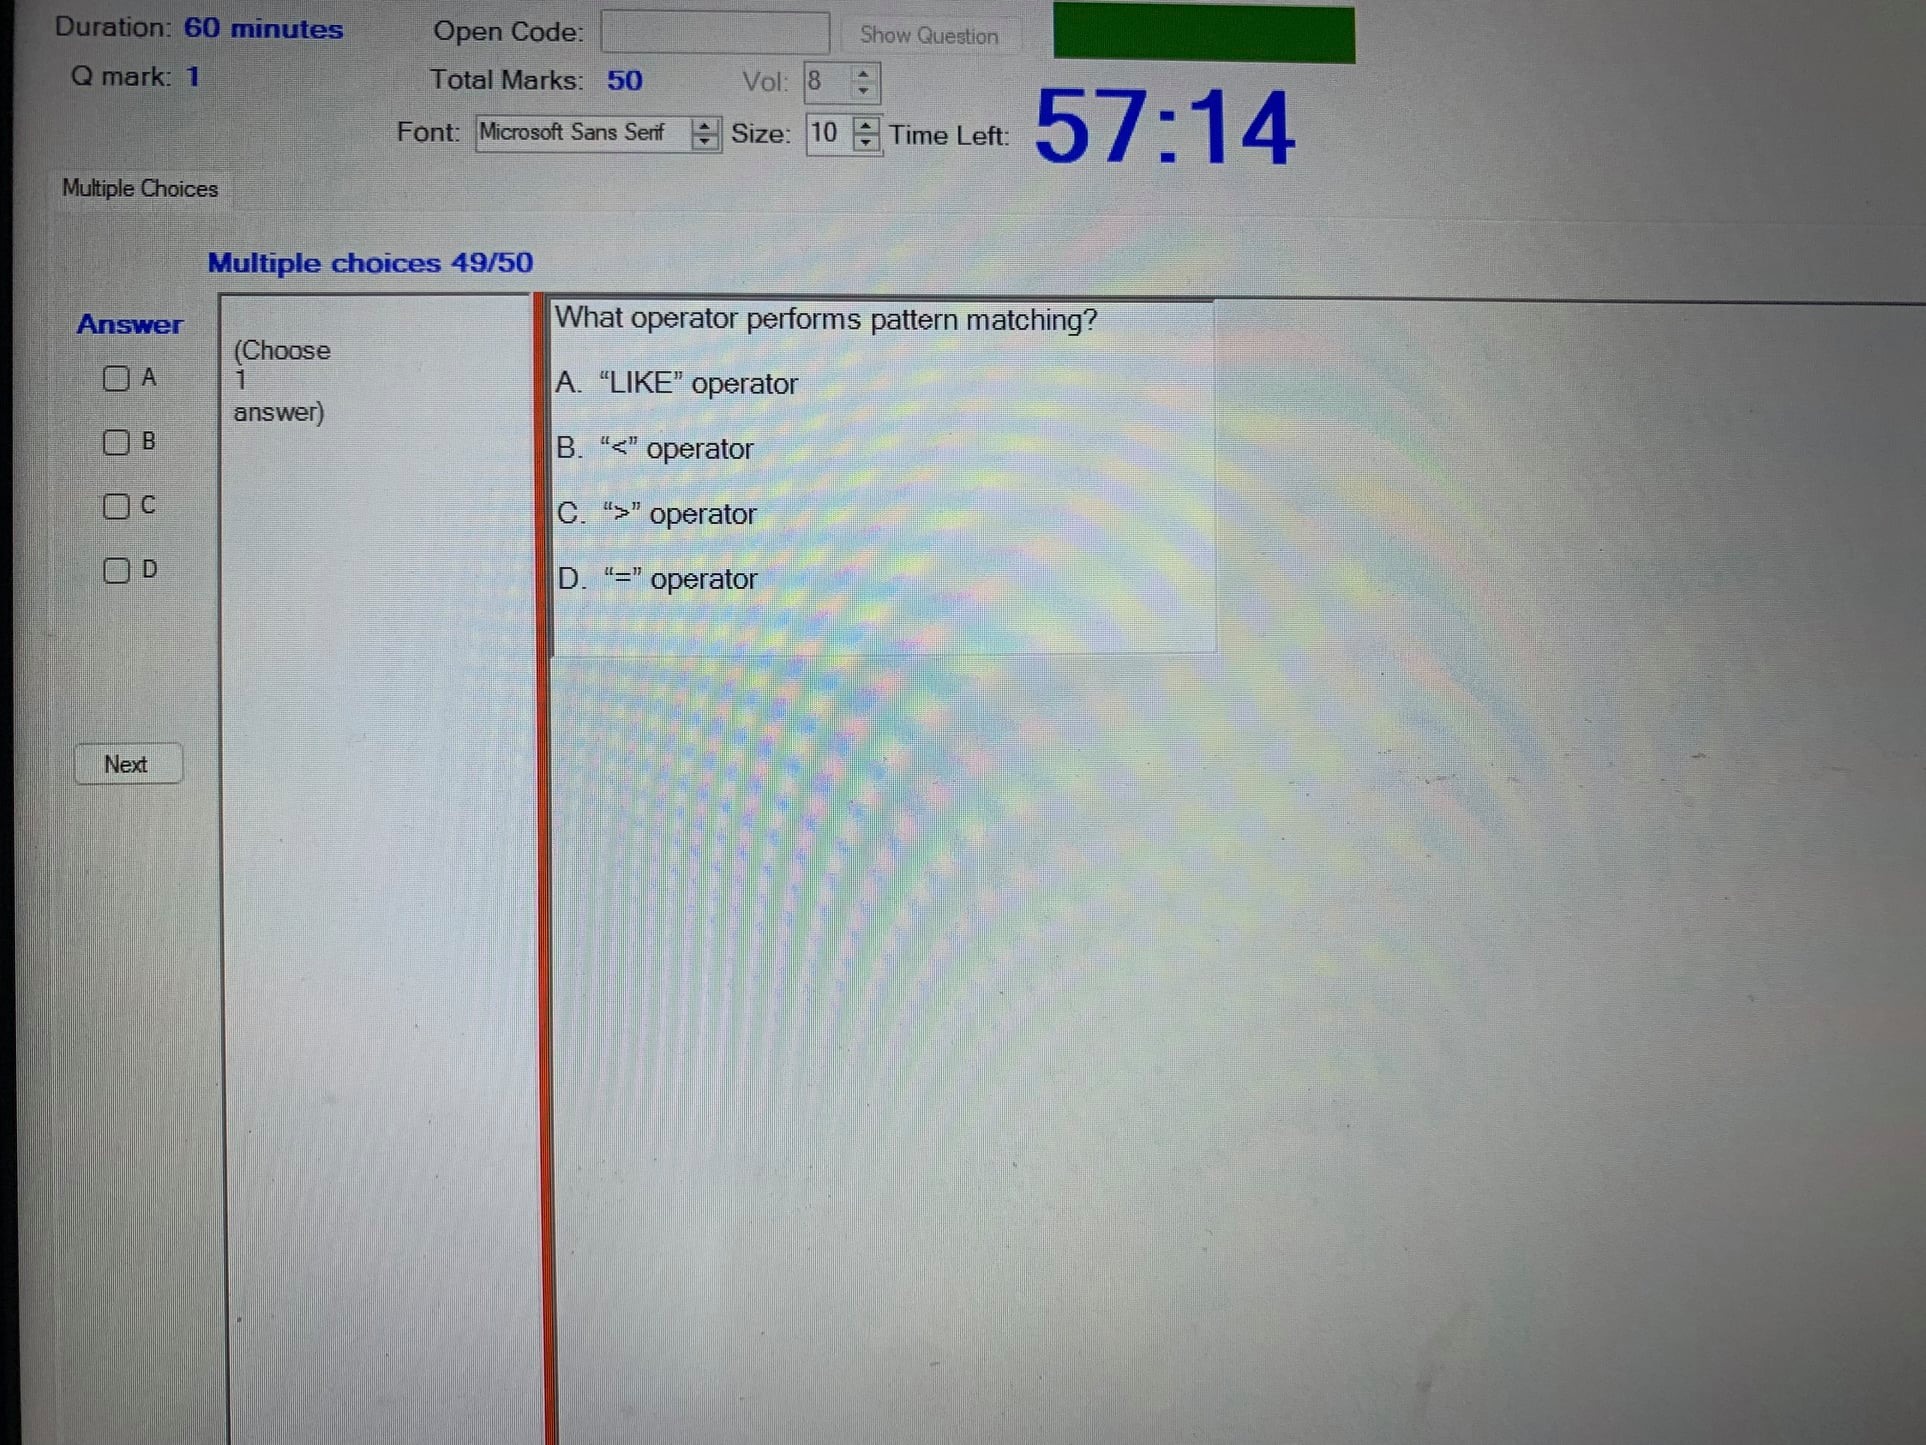 Duration: 60 minutes
Open Code:
Show Question
Q mark: 1
Total Marks: 50
Vol: 8
Font: Microsoft Sans Serif
Size: 10
Time Left: 57:14
Multiple Choices
Multiple choices 49/50
Answer
A
B
C
D
Next
(Choose
1
answer)
What operator performs pattern matching?
A. “LIKE” operator
B. “<” operator
C. “>” operator
D. “=” operator